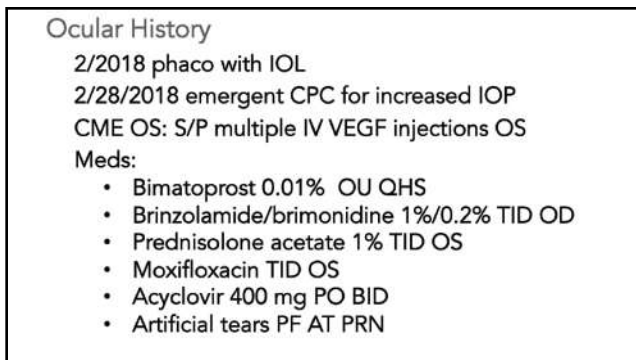 Ocular History
2/2018 phaco with IOL
2/28/2018 emergent CPC for increased IOP
CME OS: S/P multiple IV VEGF injections OS
Meds:
• Bimatoprost 0.01% OU QHS
• Brinzolamide/brimonidine 1%/0.2% TID OD
• Prednisolone acetate 1% TID OS
• Moxifloxacin TID OS
• Acyclovir 400 mg PO BID
• Artificial tears PF AT PRN